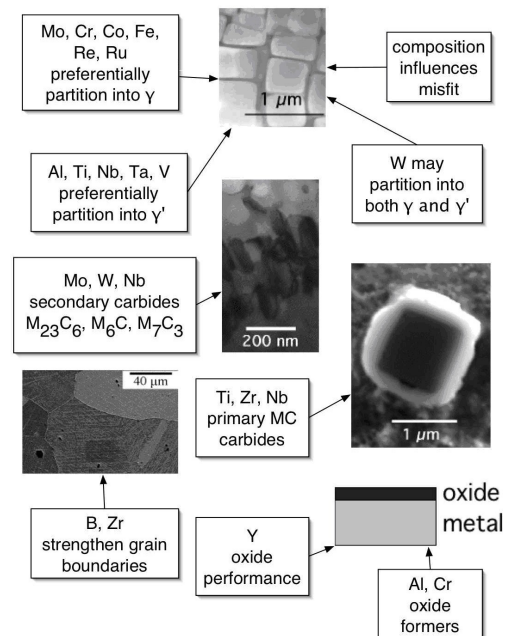 Mo, Cr, Co, Fe,
Re, Ru
preferentially
partition into γ
1 µm
composition
influences
misfit
Al, Ti, Nb, Ta, V
preferentially
partition into γ'
W may
partition into
both γ and γ'
Mo, W, Nb
secondary carbides
M23C6, M6C, M7C3
200 nm
40 µm
Ti, Zr, Nb
primary MC
carbides
1 µm
B, Zr
strengthen grain
boundaries
Y
oxide
performance
oxide
metal
Al, Cr
oxide
formers